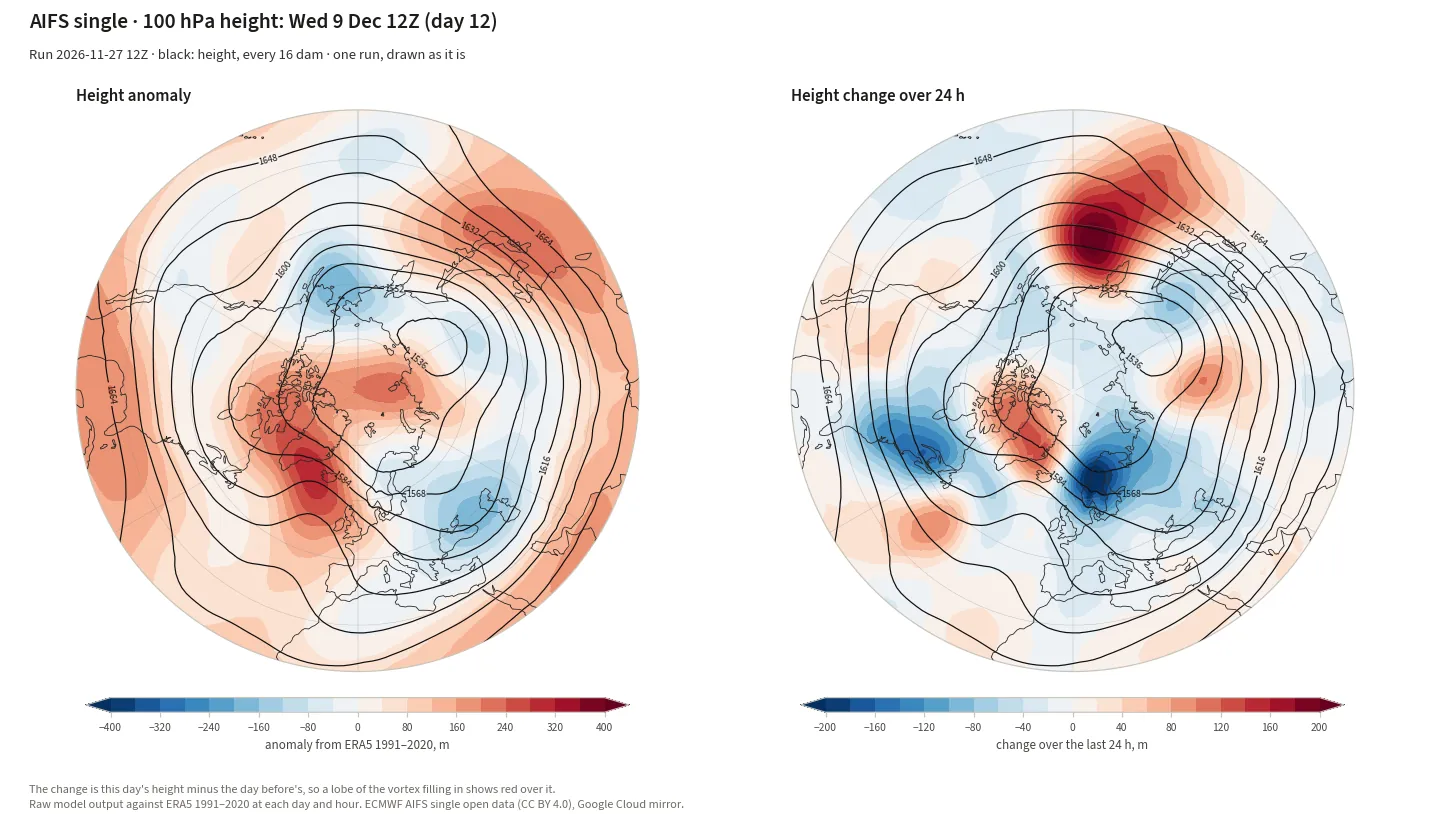 AIFS single · 100 hPa height: Wed 9 Dec 12Z (day 12)
Run 2026-11-27 12Z · black: height, every 16 dam · one run, drawn as it is
Height anomaly
Height change over 24 h
1648
1632
1664
1600
1552
1536
1664
1584
1568
1616
1648
1632
1664
1600
1552
1536
1664
1584
1568
1616
−400 −320 −240 −160 −80 0 80 160 240 320 400
anomaly from ERA5 1991–2020, m
−200 −160 −120 −80 −40 0 40 80 120 160 200
change over the last 24 h, m
The change is this day's height minus the day before's, so a lobe of the vortex filling in shows red over it.
Raw model output against ERA5 1991–2020 at each day and hour. ECMWF AIFS single open data (CC BY 4.0), Google Cloud mirror.